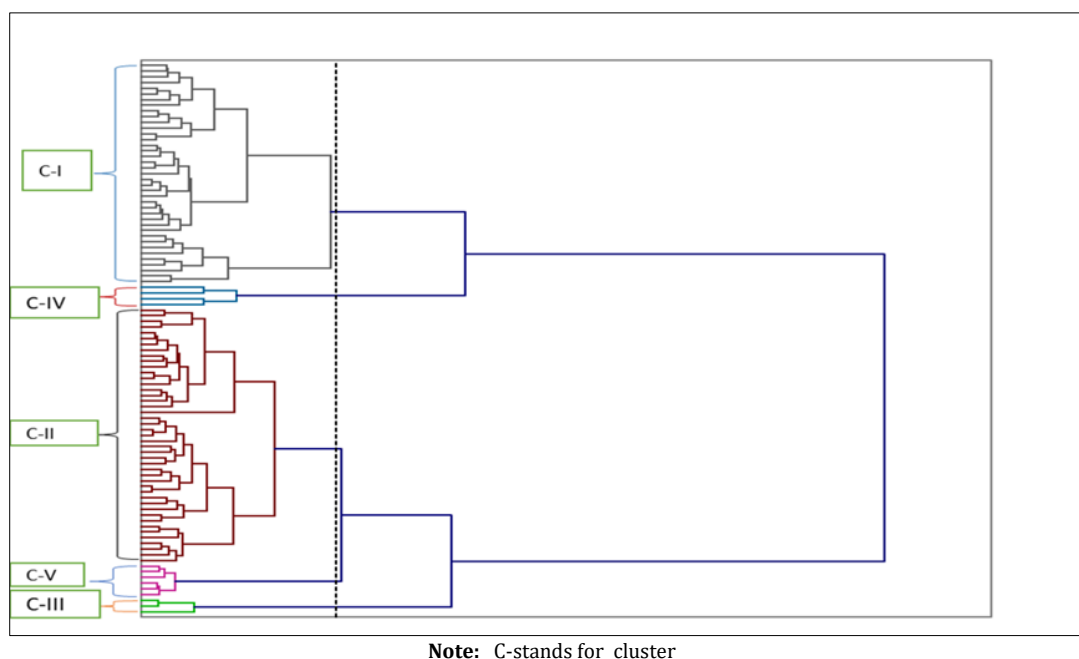 C-I
C-IV
C-II
C-V
C-III
Note: C-stands for cluster